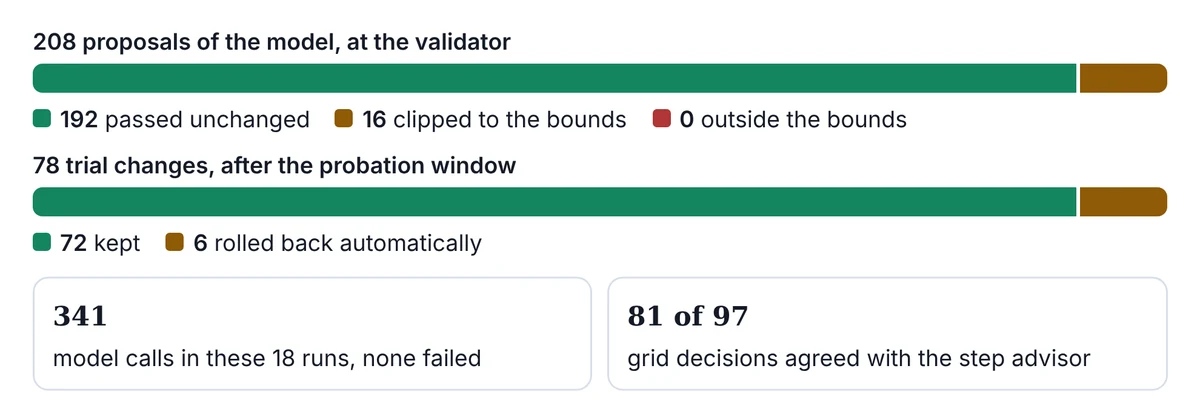 208 proposals of the model, at the validator
192 passed unchanged 16 clipped to the bounds 0 outside the bounds
78 trial changes, after the probation window
72 kept 6 rolled back automatically
341
model calls in these 18 runs, none failed
81 of 97
grid decisions agreed with the step advisor